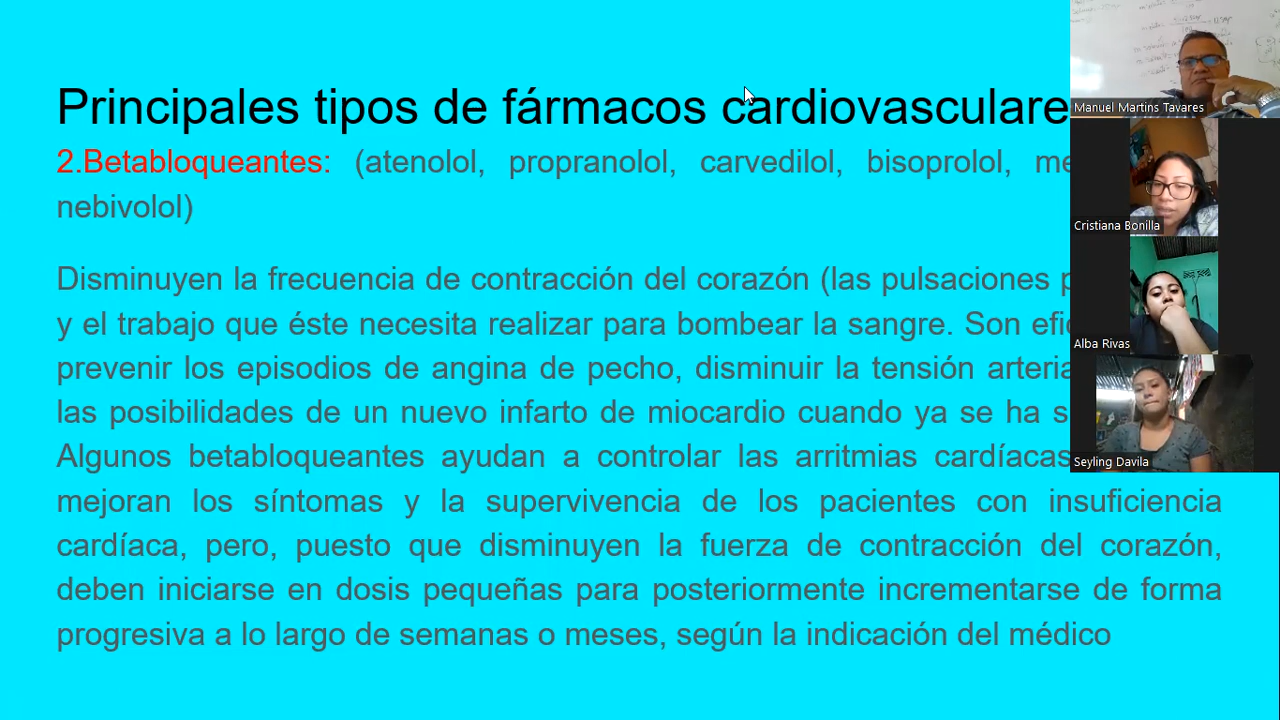 Principales tipos de fármacos cardiovasculare
2.Betabloqueantes: (atenolol, propranolol, carvedilol, bisoprolol,
nebivolol)
Disminuyen la frecuencia de contracción del corazón (las pulsaciones
y el trabajo que éste necesita realizar para bombear la sangre. Son
prevenir los episodios de angina de pecho, disminuir la tensión
las posibilidades de un nuevo infarto de miocardio cuando ya se ha
Algunos betabloqueantes ayudan a controlar las arritmias cardíacas
mejoran los síntomas y la supervivencia de los pacientes con insuficiencia
cardíaca, pero, puesto que disminuyen la fuerza de contracción del corazón,
deben iniciarse en dosis pequeñas para posteriormente incrementarse de forma
progresiva a lo largo de semanas o meses, según la indicación del médico
Manuel Martins Tavares
Cristiana Bonilla
Alba Rivas
Seyling Davila